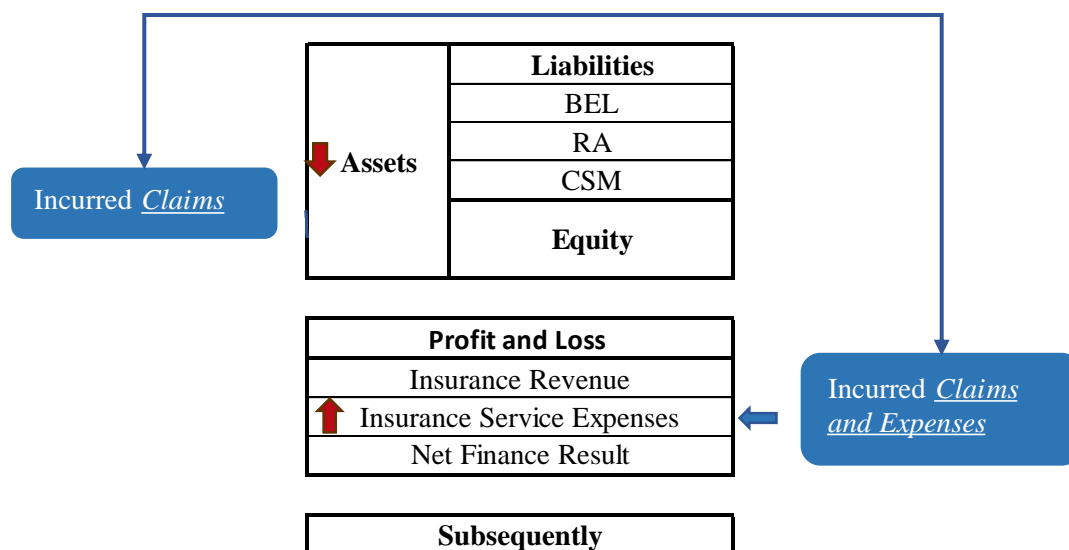 Liabilities
BEL
RA
Assets
CSM
Incurred Claims
Equity
Profit and Loss
Insurance Revenue
Incurred Claims
and Expenses
Insurance Service Expenses
Net Finance Result
Subsequently